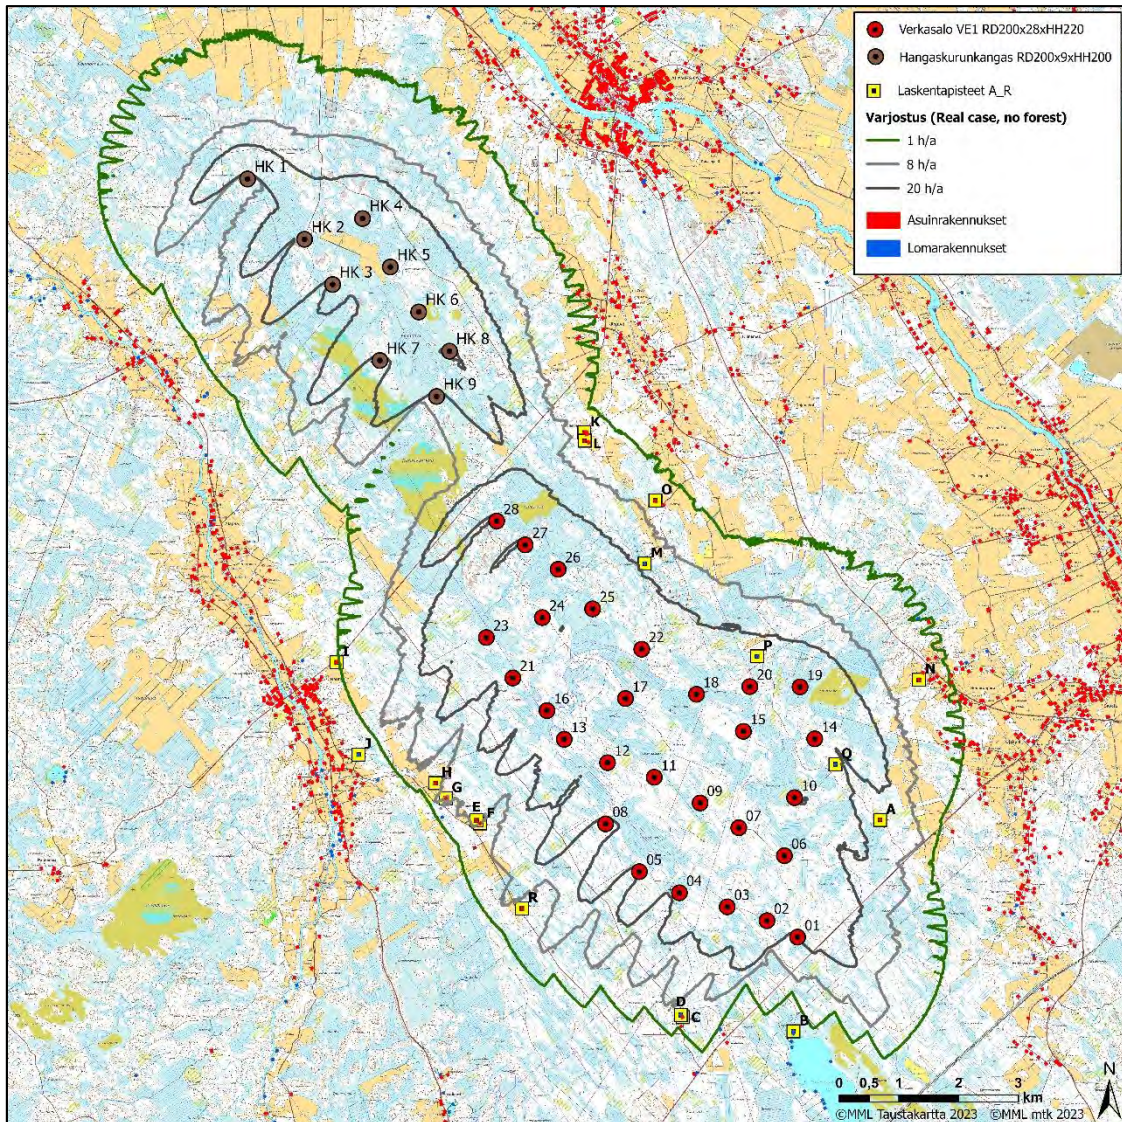 Verkasalo VE1 RD200x28xHH220
Hangaskurunkangas RD200x9xHH200
Laskentapisteet A_R
Varjostus (Real case, no forest)
1 h/a
8 h/a
20 h/a
Asuinrakennukset
Lomarakennukset
HK 1
HK 4
HK 2
HK 5
HK 3
HK 6
HK 8
HK 7
HK 9
K
L
O
28
27
M
26
25
24
23
22
P
I
21
N
20
19
18
17
16
15
14
13
J
12
Q
H
11
10
G
09
E
F
08
07
A
06
05
04
R
03
02
01
D
C
B
N
0 0,5 1 2 3
km
©MML Taustakartta 2023 ©MML mtk 2023